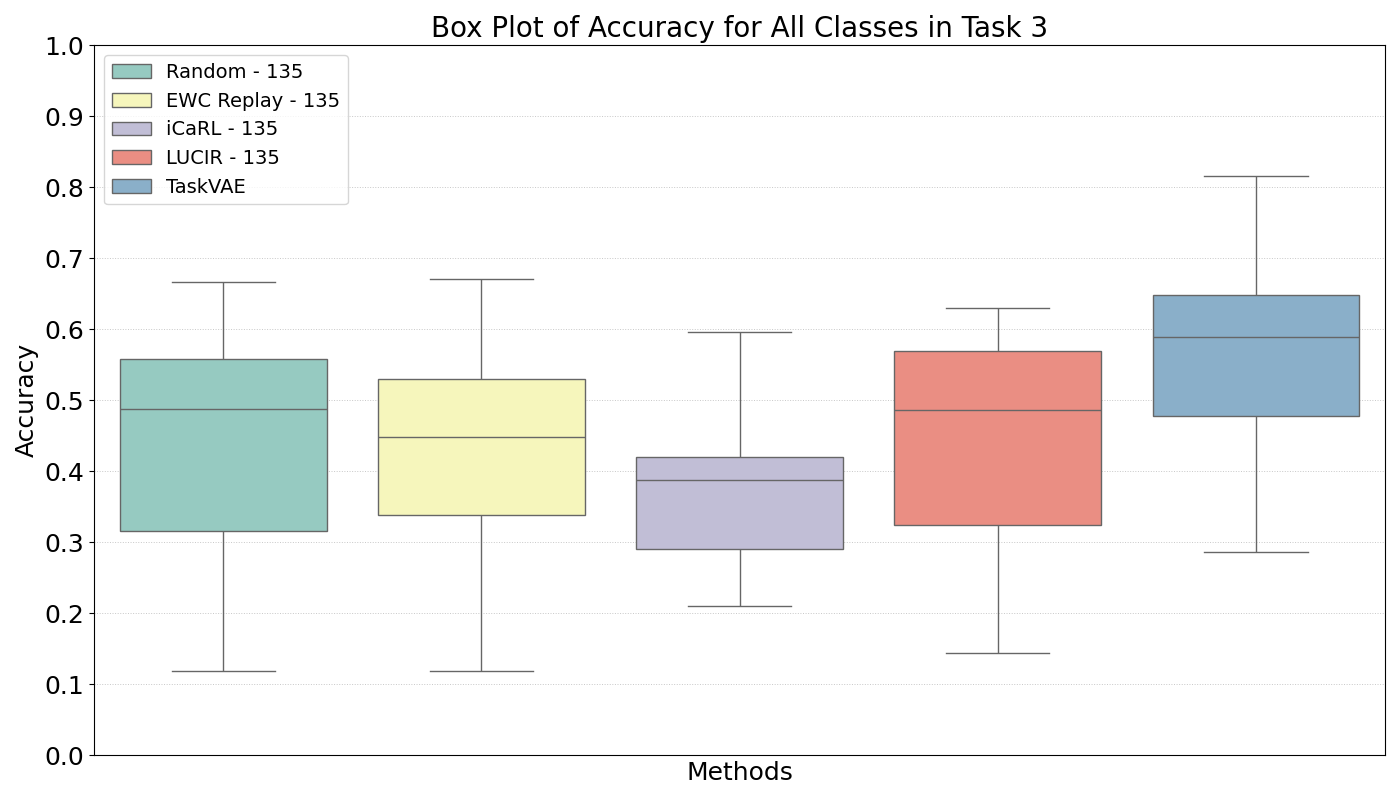 Box Plot of Accuracy for All Classes in Task 3
1.0
0.9
0.8
0.7
0.6
0.5
0.4
0.3
0.2
0.1
0.0
Accuracy
Random - 135
EWC Replay - 135
iCaRL - 135
LUCIR - 135
TaskVAE
Methods